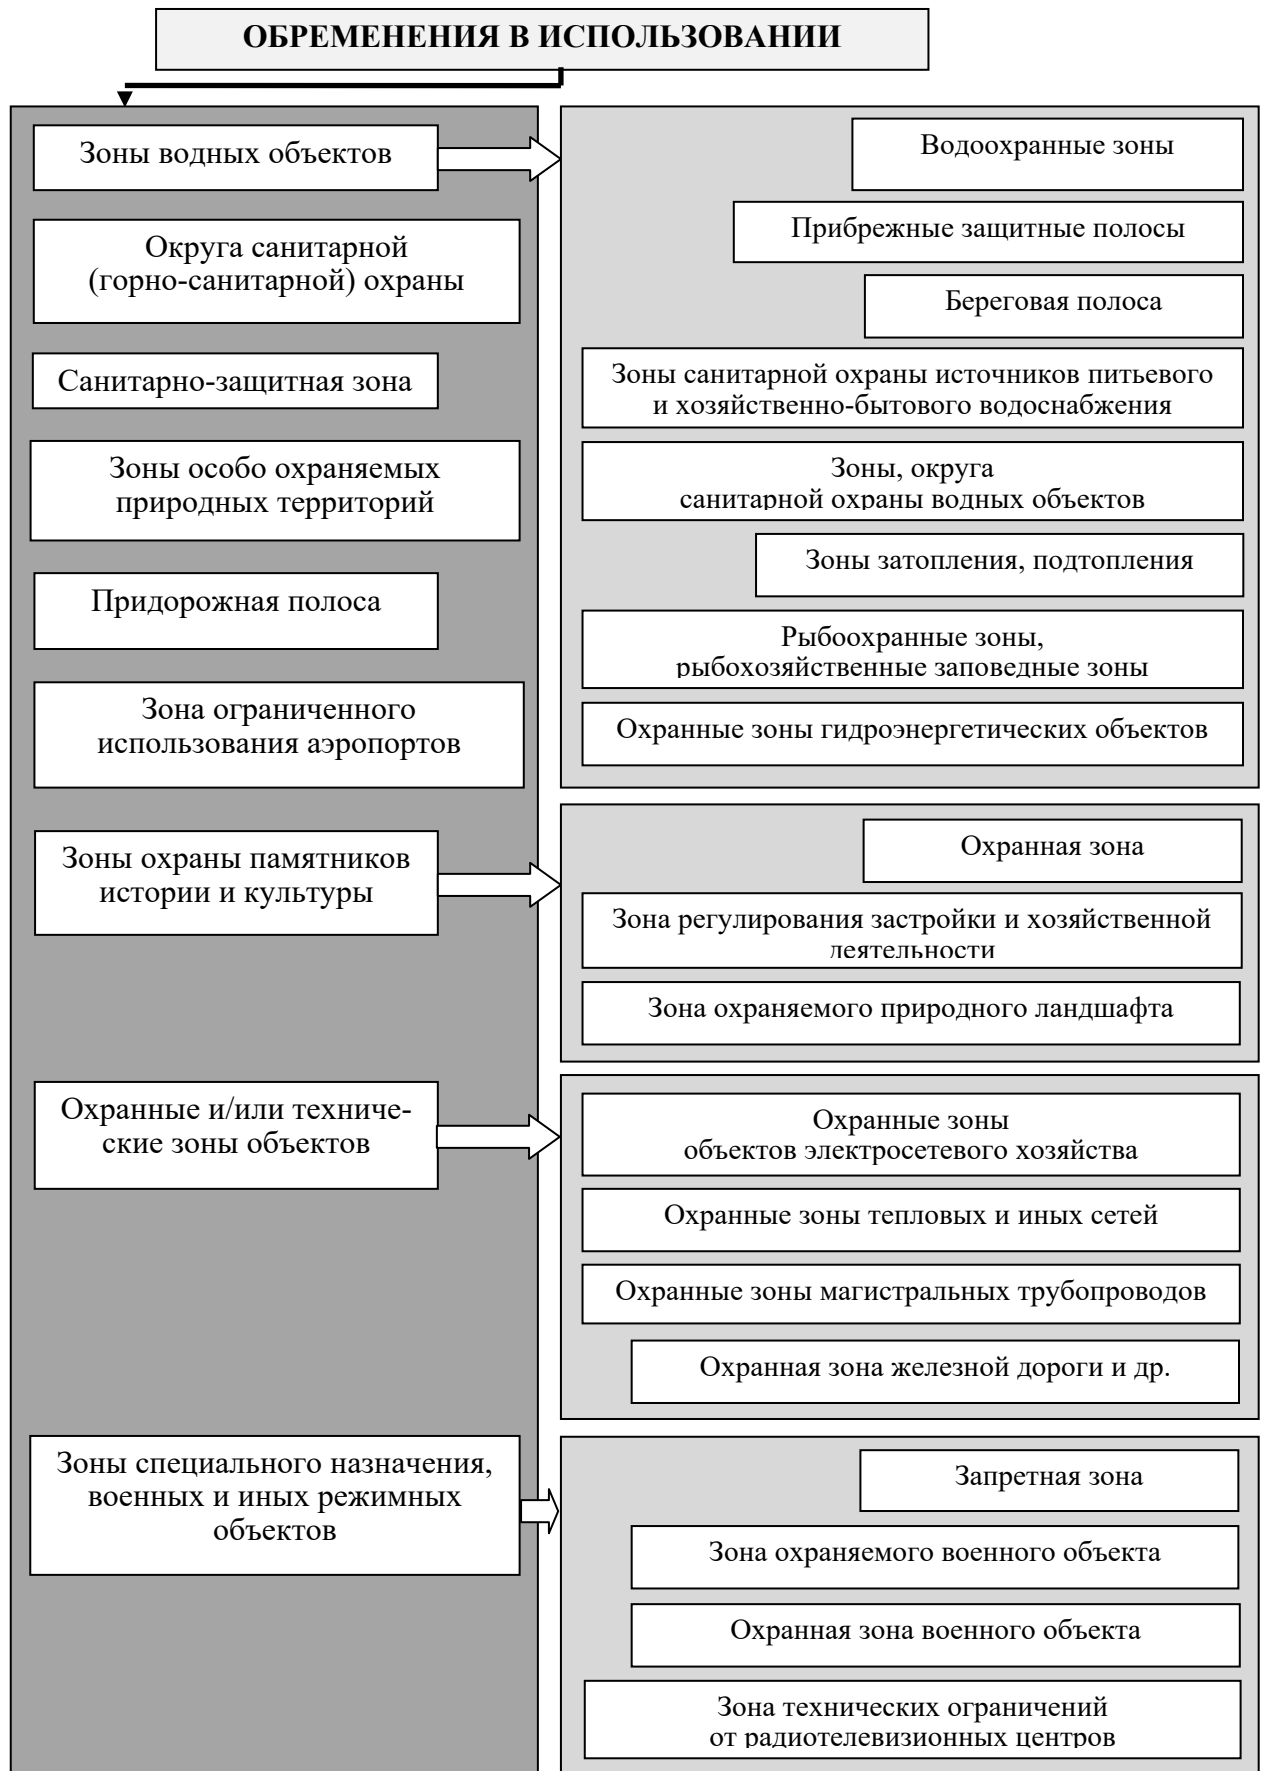 ОБРЕМЕНЕНИЯ В ИСПОЛЬЗОВАНИИ
Зоны водных объектов
Округа санитарной
(горно-санитарной) охраны
Санитарно-защитная зона
Зоны особо охраняемых
природных территорий
Придорожная полоса
Зона ограниченного
использования аэропортов
Зоны охраны памятников
истории и культуры
Охранные и/или техниче-
ские зоны объектов
Зоны специального назначения,
военных и иных режимных
объектов
Водоохранные зоны
Прибрежные защитные полосы
Береговая полоса
Зоны санитарной охраны источников питьевого
и хозяйственно-бытового водоснабжения
Зоны, округа
санитарной охраны водных объектов
Зоны затопления, подтопления
Рыбоохранные зоны,
рыбохозяйственные заповедные зоны
Охранные зоны гидроэнергетических объектов
Охранная зона
Зона регулирования застройки и хозяйственной
деятельности
Зона охраняемого природного ландшафта
Охранные зоны
объектов электросетевого хозяйства
Охранные зоны тепловых и иных сетей
Охранные зоны магистральных трубопроводов
Охранная зона железной дороги и др.
Запретная зона
Зона охраняемого военного объекта
Охранная зона военного объекта
Зона технических ограничений
от радиотелевизионных центров